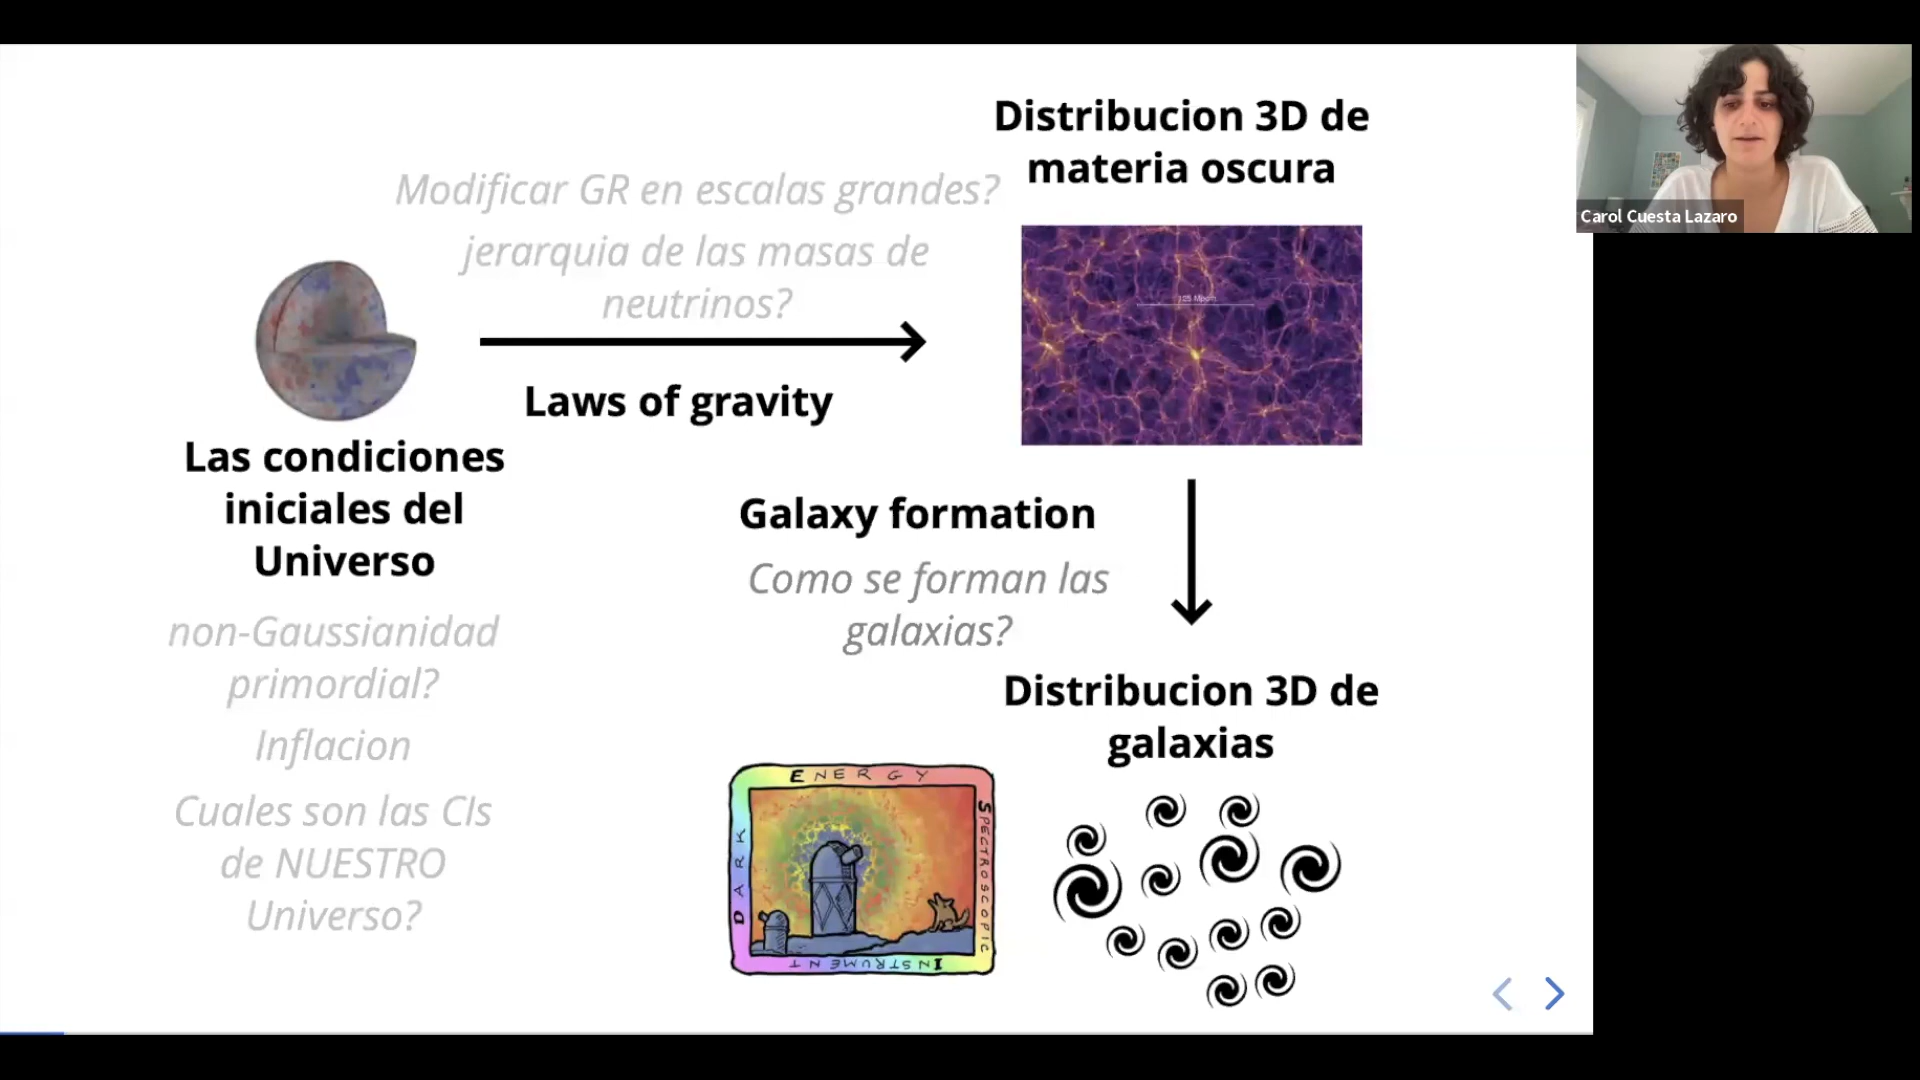 Distribucion 3D de
materia oscura
Modificar GR en escalas grandes?
jerarquia de las masas de
neutrinos?
Laws of gravity
Las condiciones
iniciales del
Universo
non-Gaussianidad
primordial?
Inflacion
Cuales son las CIs
de NUESTRO
Universo?
Galaxy formation
Como se forman las
galaxias?
Distribucion 3D de
galaxias
DARK
ENERGY
SPECTROSCOPIC
INSTRUMENT
Carol Cuesta Lazaro